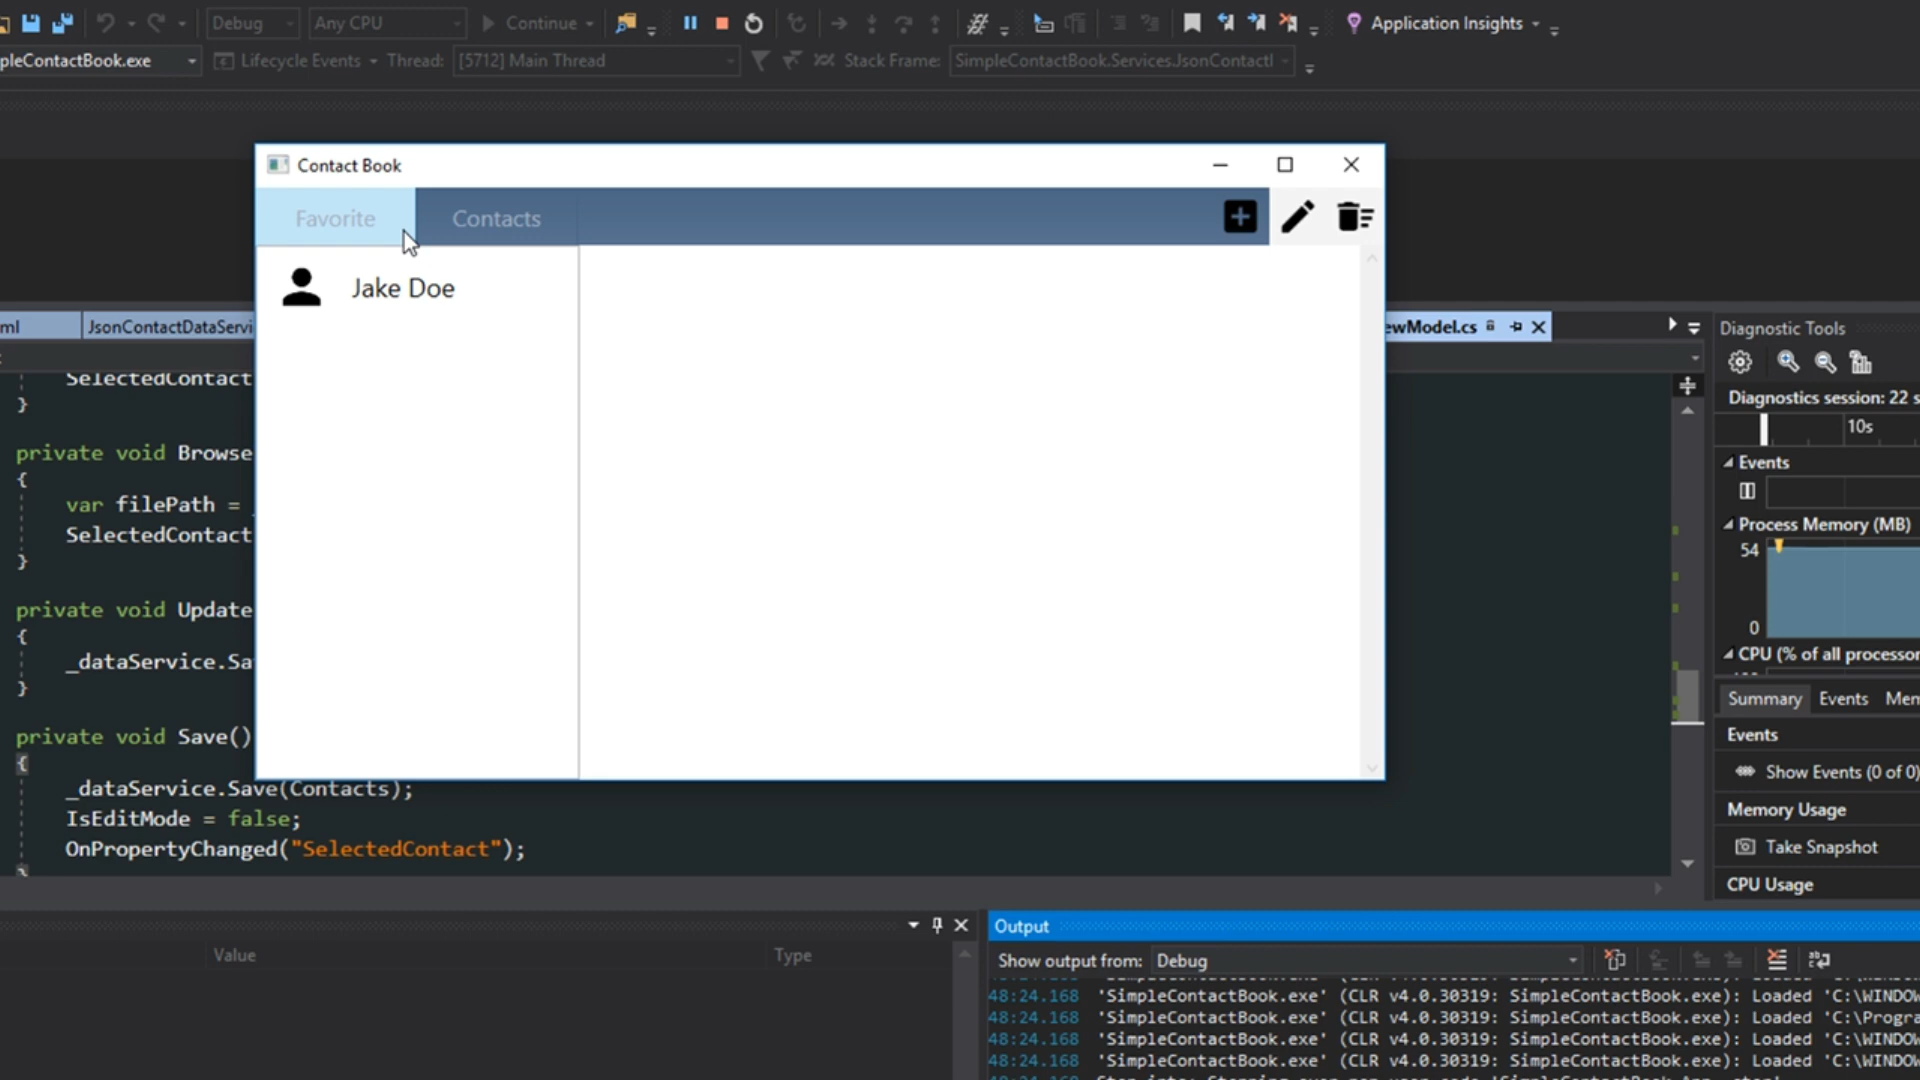 Debug Any CPU Continue Application Insights
pleContactBook.exe Lifecycle Events Thread: [5712] Main Thread Stack Frame: SimpleContactBook.Services.JsonContactl
Contact Book
Favorite Contacts
Jake Doe
ml JsonContactDataServi ewModel.cs
SelectedContact
}
private void Browse
{
var filePath = _
SelectedContact
}
private void Update
{
_dataService.Sa
}
private void Save()
{
_dataService.Save(Contacts);
IsEditMode = false;
OnPropertyChanged("SelectedContact");
}
Diagnostic Tools
Diagnostics session: 22 s
10s
Events
Process Memory (MB)
54
0
CPU (% of all processor
Summary Events Mem
Events
Show Events (0 of 0)
Memory Usage
Take Snapshot
CPU Usage
Value Type
Output
Show output from: Debug
48:24.168 'SimpleContactBook.exe' (CLR v4.0.30319: SimpleContactBook.exe): Loaded 'C:\WINDOW
48:24.168 'SimpleContactBook.exe' (CLR v4.0.30319: SimpleContactBook.exe): Loaded 'C:\Progra
48:24.168 'SimpleContactBook.exe' (CLR v4.0.30319: SimpleContactBook.exe): Loaded 'C:\WINDOW
48:24.168 'SimpleContactBook.exe' (CLR v4.0.30319: SimpleContactBook.exe): Loaded 'C:\WINDOW